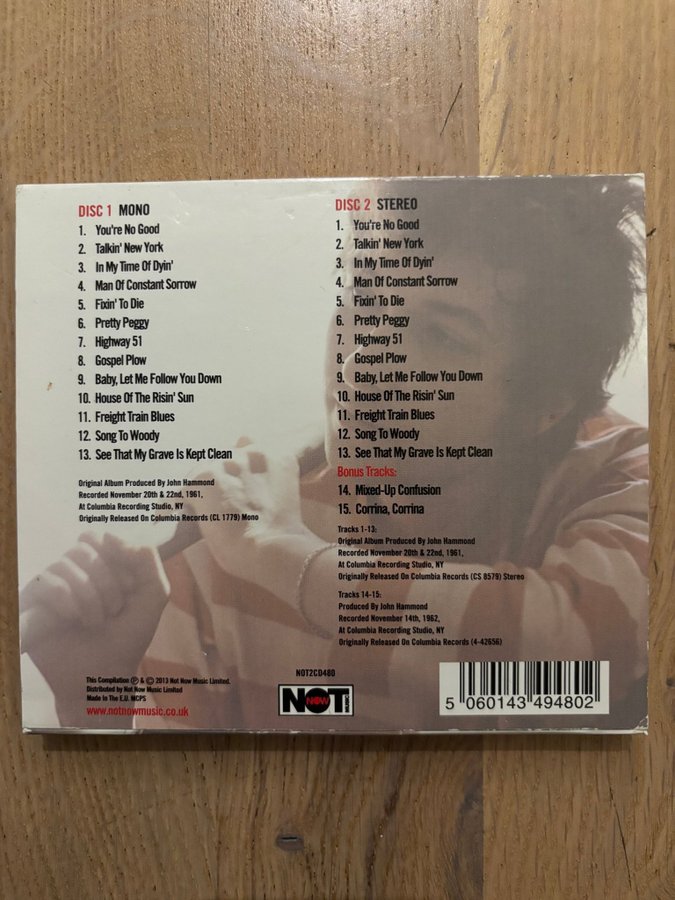 DISC 1 MONO
1. You're No Good
2. Talkin' New York
3. In My Time Of Dyin'
4. Man Of Constant Sorrow
5. Fixin' To Die
6. Pretty Peggy
7. Highway 51
8. Gospel Plow
9. Baby, Let Me Follow You Down
10. House Of The Risin' Sun
11. Freight Train Blues
12. Song To Woody
13. See That My Grave Is Kept Clean
Original Album Produced By John Hammond
Recorded November 20th & 22nd, 1961,
At Columbia Recording Studio, NY
Originally Released On Columbia Records (CL 1779) Mono
DISC 2 STEREO
1. You're No Good
2. Talkin' New York
3. In My Time Of Dyin'
4. Man Of Constant Sorrow
5. Fixin' To Die
6. Pretty Peggy
7. Highway 51
8. Gospel Plow
9. Baby, Let Me Follow You Down
10. House Of The Risin' Sun
11. Freight Train Blues
12. Song To Woody
13. See That My Grave Is Kept Clean
Bonus Tracks:
14. Mixed-Up Confusion
15. Corrina, Corrina
Tracks 1-13:
Original Album Produced By John Hammond
Recorded November 20th & 22nd, 1961,
At Columbia Recording Studio, NY
Originally Released On Columbia Records (CS 8579) Stereo
Tracks 14-15:
Produced By John Hammond
Recorded November 14th, 1962,
At Columbia Recording Studio, NY
Originally Released On Columbia Records (4-42656)
This Compilation ℗ & © 2013 Not Now Music Limited.
Distributed by Not Now Music Limited
Made In The E.U. MCPS
www.notnowmusic.co.uk
NOT2CD480
NOT NOW MUSIC
5 060143 494802